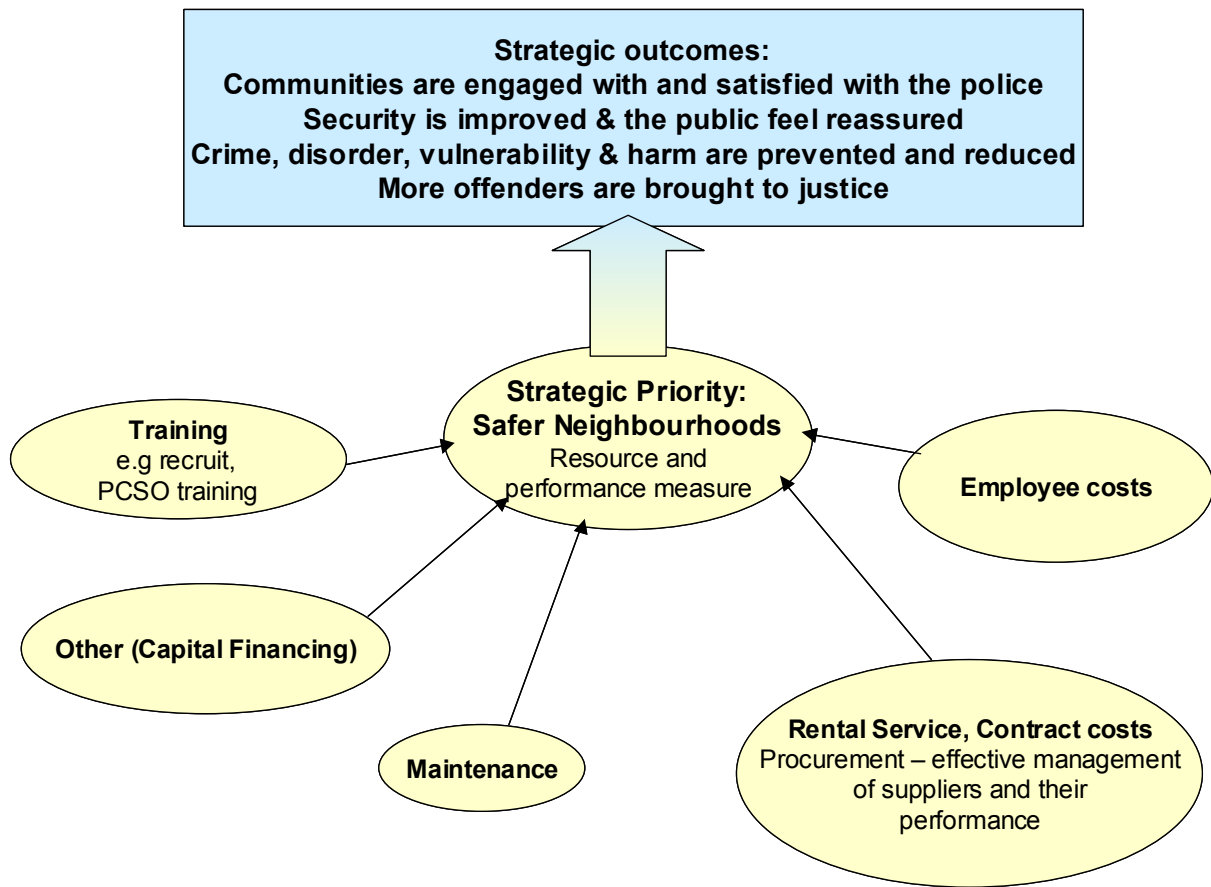 Strategic outcomes:
Communities are engaged with and satisfied with the police
Security is improved & the public feel reassured
Crime, disorder, vulnerability & harm are prevented and reduced
More offenders are brought to justice
Strategic Priority:
Safer Neighbourhoods
Resource and
performance measure
Training
e.g recruit,
PCSO training
Employee costs
Other (Capital Financing)
Maintenance
Rental Service, Contract costs
Procurement – effective management
of suppliers and their
performance